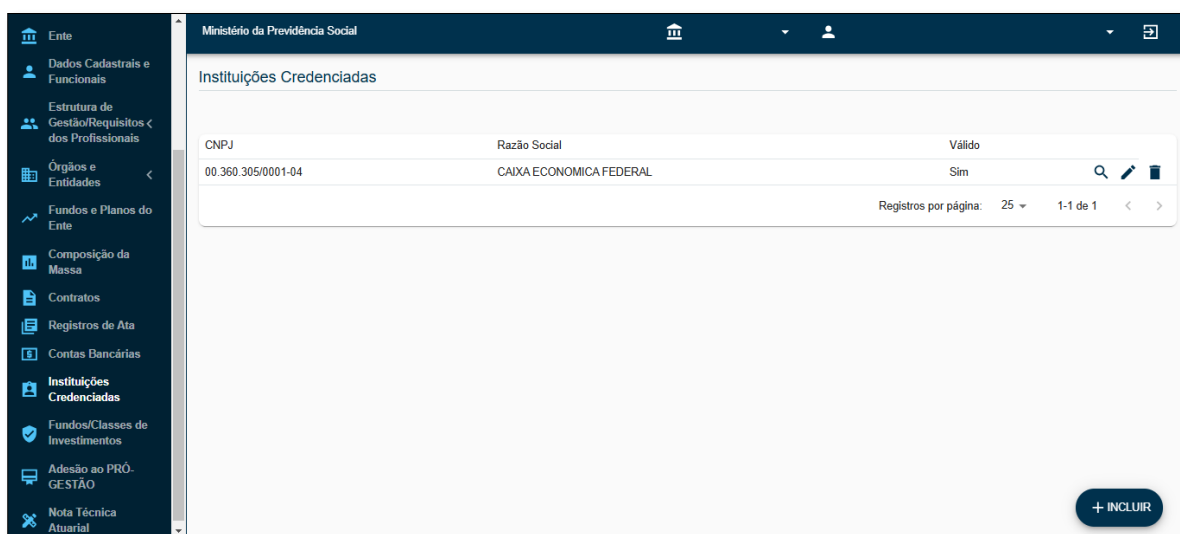 Ente
Dados Cadastrais e
Funcionais
Estrutura de
Gestão/Requisitos
dos Profissionais
Órgãos e
Entidades
Fundos e Planos do
Ente
Composição da
Massa
Contratos
Registros de Ata
Contas Bancárias
Instituições
Credenciadas
Fundos/Classes de
Investimentos
Adesão ao PRÓ-
GESTÃO
Nota Técnica
Atuarial
Ministério da Previdência Social
Instituições Credenciadas
CNPJ Razão Social Válido
00.360.305/0001-04 CAIXA ECONOMICA FEDERAL Sim
Registros por página: 25 1-1 de 1
+ INCLUIR